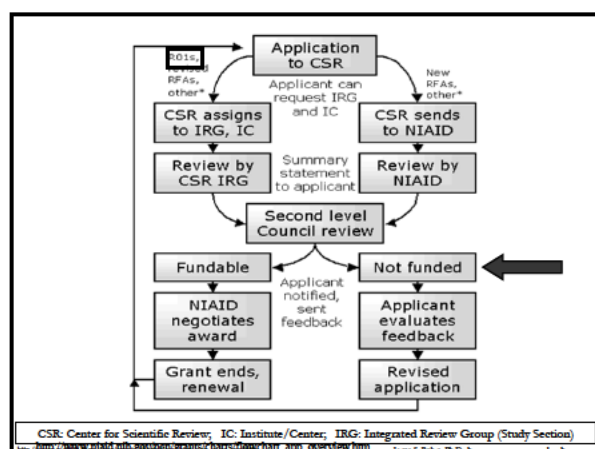 Application
to CSR
R01s,
revised
RFAs,
other*
Applicant can
request IRG
and IC
New
RFAs,
other*
CSR assigns
to IRG, IC
CSR sends
to NIAID
Review by
CSR IRG
Summary
statement
to applicant
Review by
NIAID
Second level
Council review
Fundable
Not funded
Applicant
notified,
sent
feedback
NIAID
negotiates
award
Applicant
evaluates
feedback
Grant ends,
renewal
Revised
application
CSR: Center for Scientific Review; IC: Institute/Center; IRG: Integrated Review Group (Study Section)